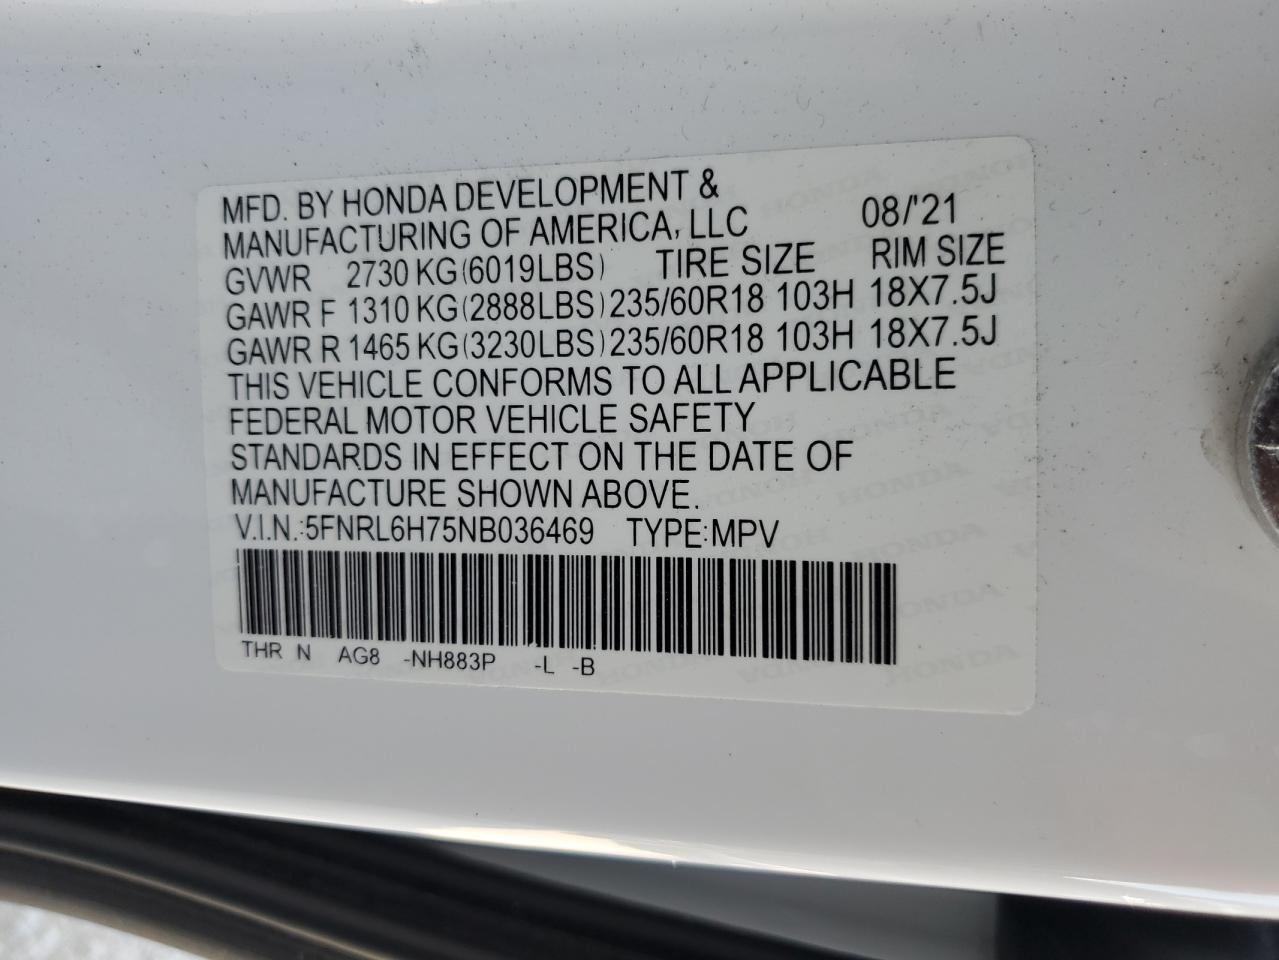 MFD. BY HONDA DEVELOPMENT &
MANUFACTURING OF AMERICA, LLC 08/'21
GVWR 2730 KG(6019LBS) TIRE SIZE RIM SIZE
GAWR F 1310 KG(2888LBS) 235/60R18 103H 18X7.5J
GAWR R 1465 KG(3230LBS) 235/60R18 103H 18X7.5J
THIS VEHICLE CONFORMS TO ALL APPLICABLE
FEDERAL MOTOR VEHICLE SAFETY
STANDARDS IN EFFECT ON THE DATE OF
MANUFACTURE SHOWN ABOVE.
V.I.N.:5FNRL6H75NB036469 TYPE:MPV
THR N AG8 -NH883P -L -B